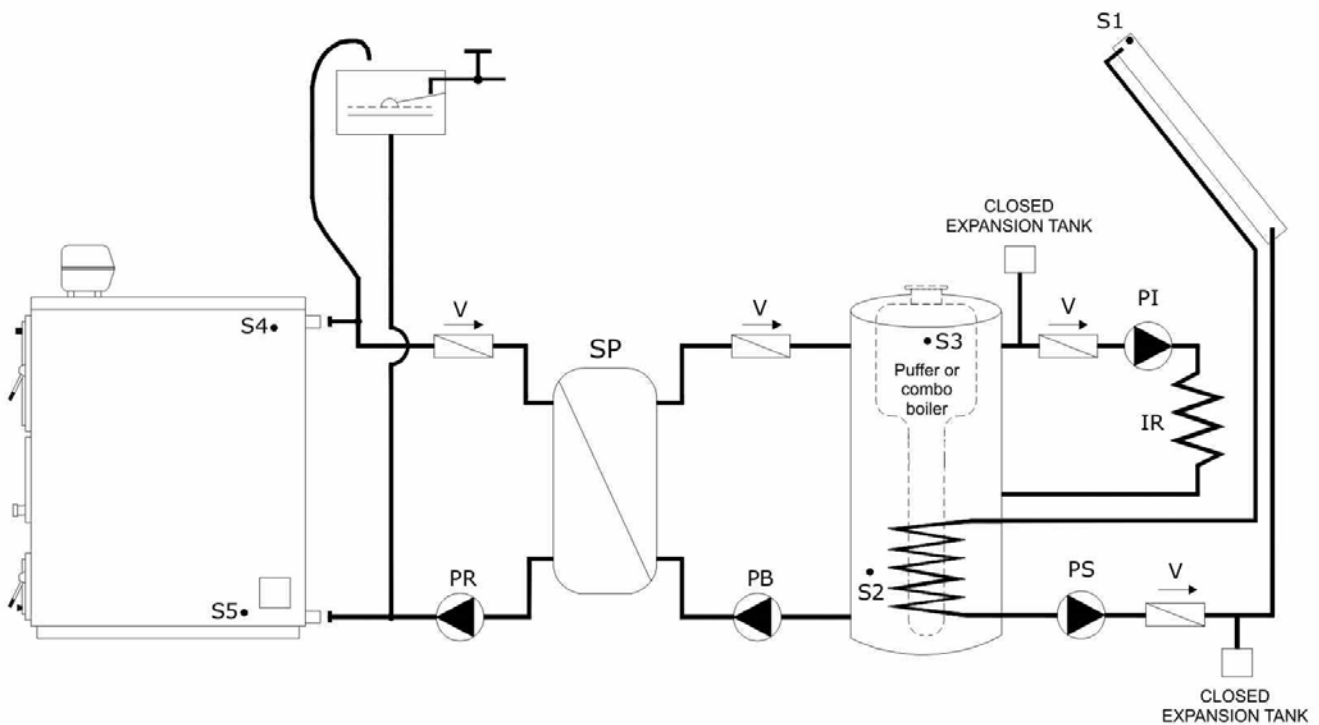 S1
CLOSED
EXPANSION TANK
S4
V
SP
V
S3
V
PI
Puffer or
combo
boiler
IR
S5
PR
PB
S2
PS
V
CLOSED
EXPANSION TANK